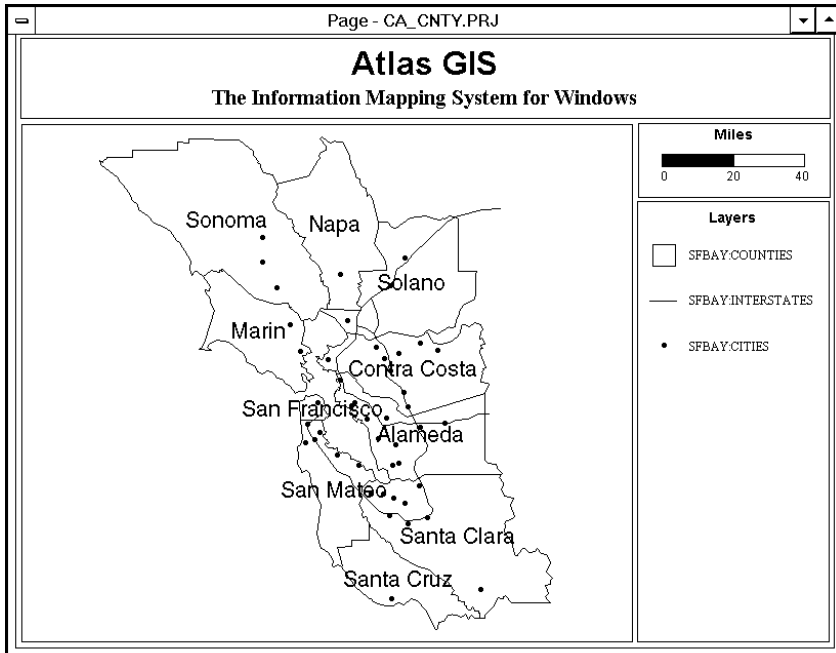 Page - CA_CNTY.PRJ
Atlas GIS
The Information Mapping System for Windows
Miles
0 20 40
Layers
SFBAY:COUNTIES
SFBAY:INTERSTATES
SFBAY:CITIES
Sonoma
Napa
Solano
Marin
Contra Costa
San Francisco
Alameda
San Mateo
Santa Clara
Santa Cruz